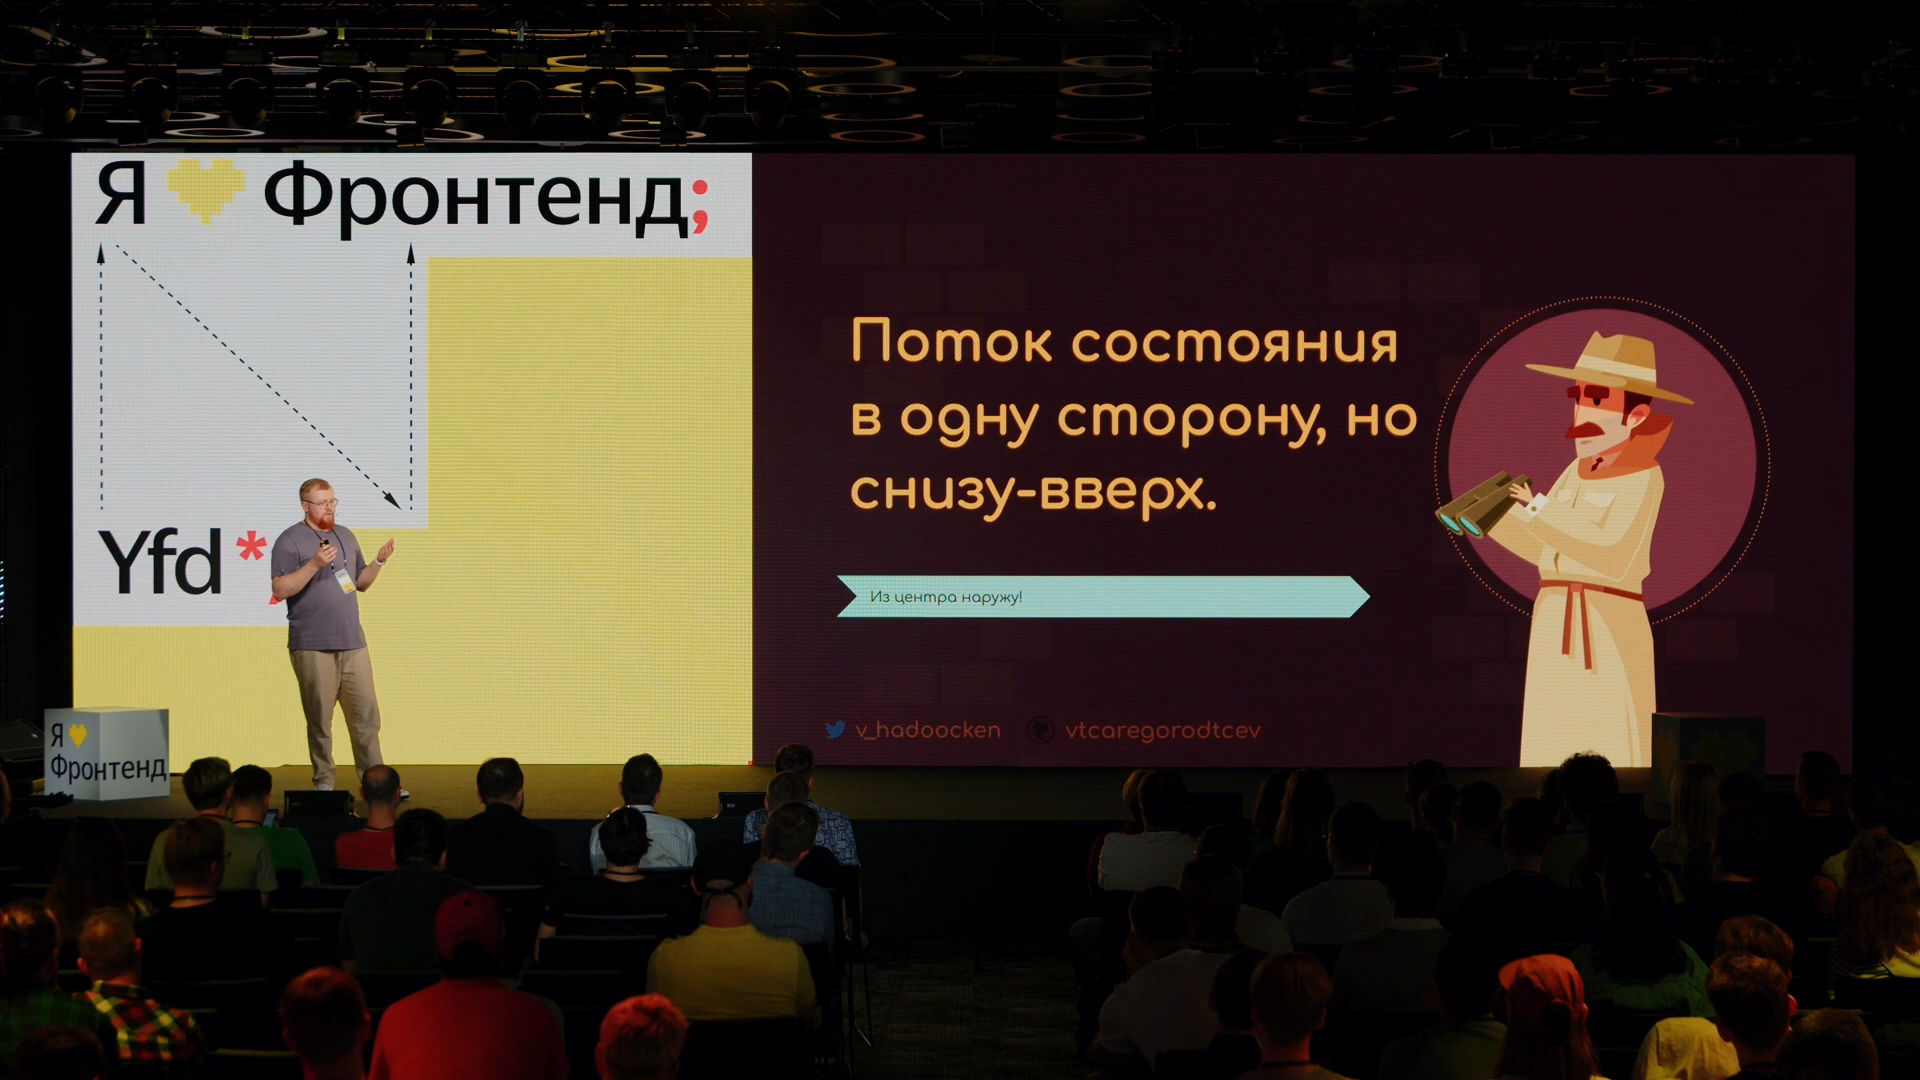 Я Фронтенд;
Yfd*
Поток состояния
в одну сторону, но
снизу-вверх.
Из центра наружу!
v_hadoocken vtcaregorodtcev
Я
Фронтенд